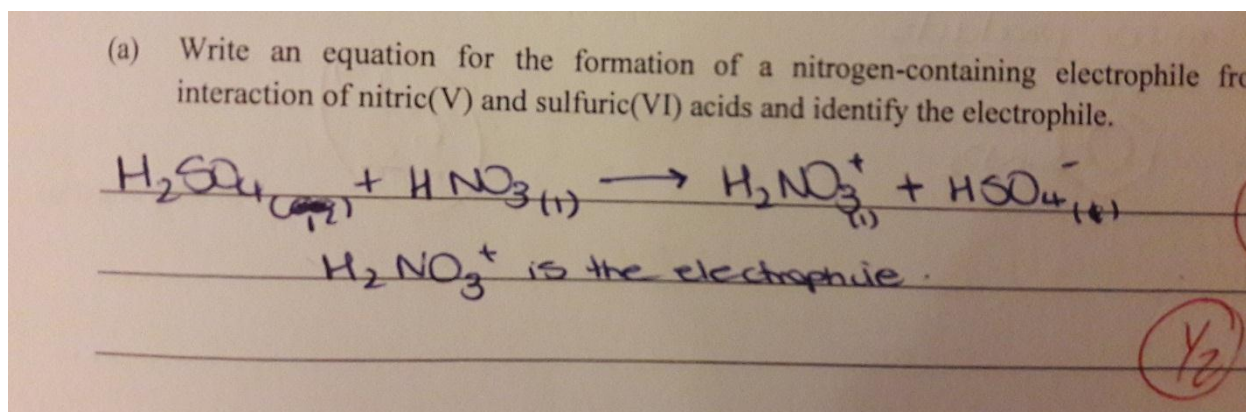 (a) Write an equation for the formation of a nitrogen-containing electrophile fro
interaction of nitric(V) and sulfuric(VI) acids and identify the electrophile.
H₂SO₄ + HNO₃(l) → H₂NO₃⁺(l) + HSO₄⁻(l)
H₂NO₃⁺ is the electrophile.
½